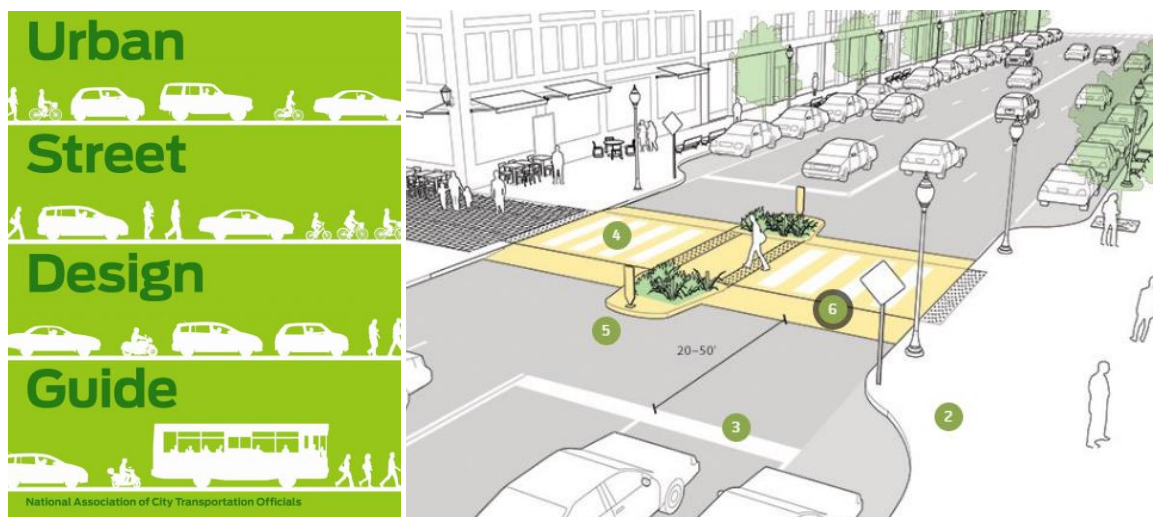 Urban
Street
Design
Guide
National Association of City Transportation Officials
4
6
5
20–50'
3
2